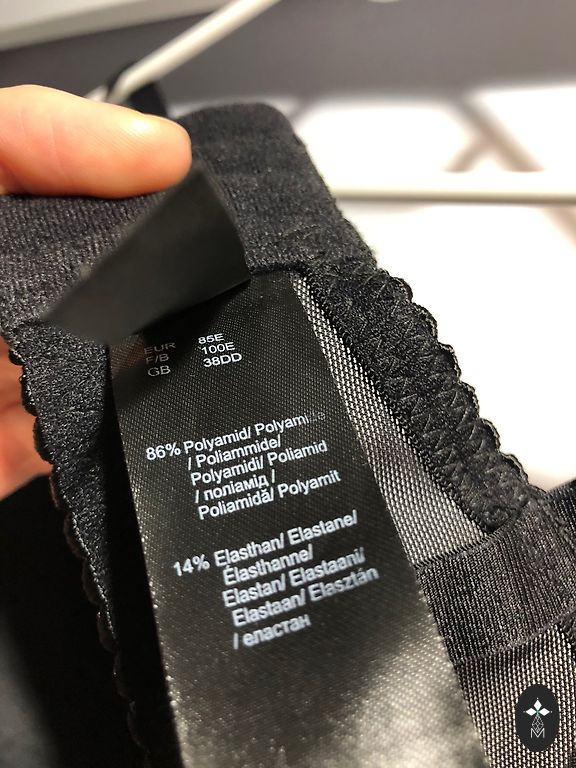 EUR 85E
F/B 100E
GB 38DD
86% Polyamid/ Polyamide
/ Poliammide/
Polyamidi/ Poliamid
/ поліамід /
Poliamidă/ Polyamit
14% Elasthan/ Elastane/
Élasthanne/
Elastan/ Elastaani/
Elastaan/ Elasztán
/ еластан
M